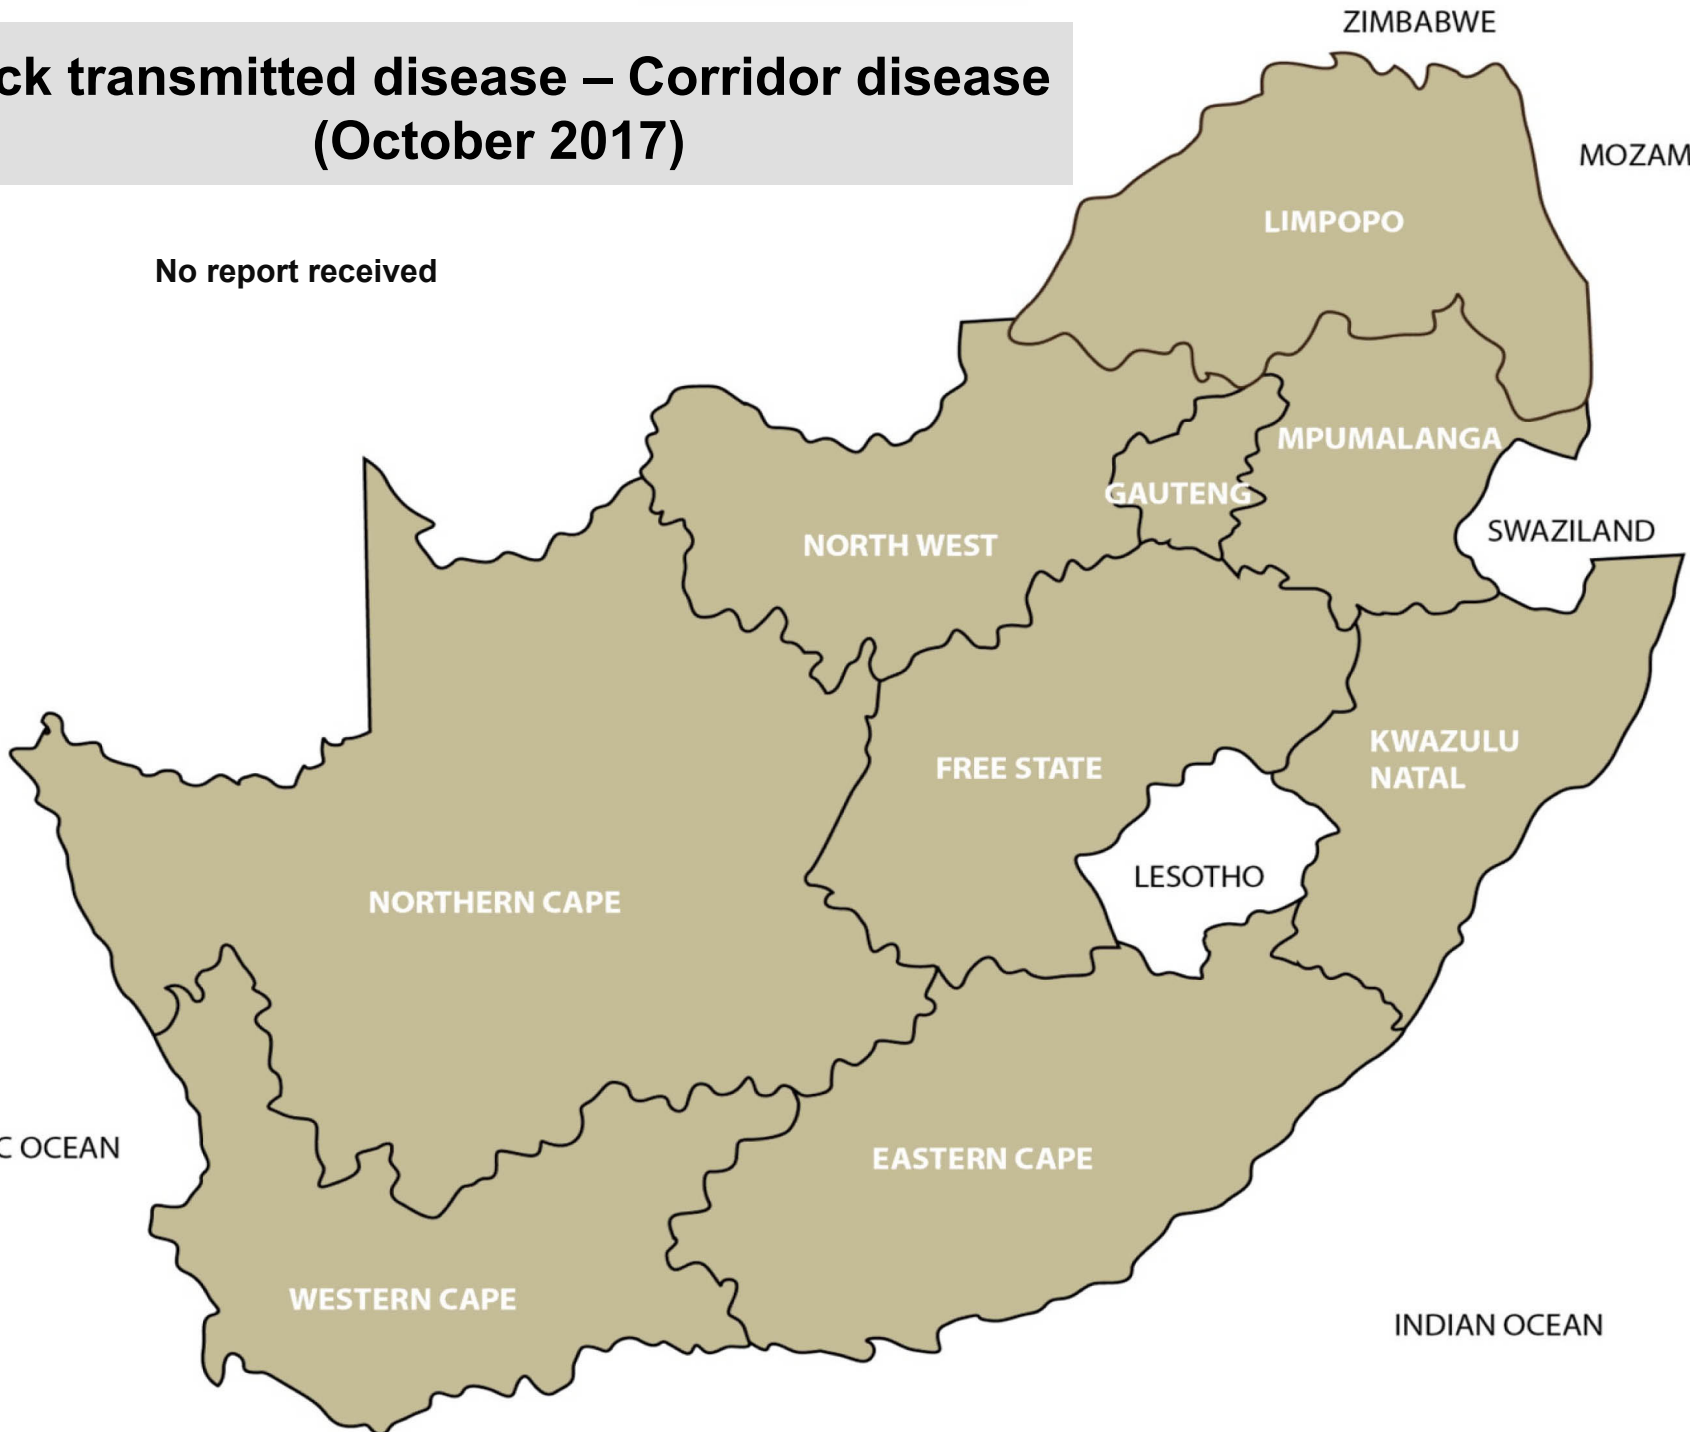 ZIMBABWE
ck transmitted disease – Corridor disease
(October 2017)
MOZAM
LIMPOPO
No report received
MPUMALANGA
GAUTENG
SWAZILAND
NORTH WEST
KWAZULU
NATAL
FREE STATE
LESOTHO
NORTHERN CAPE
C OCEAN
EASTERN CAPE
WESTERN CAPE
INDIAN OCEAN